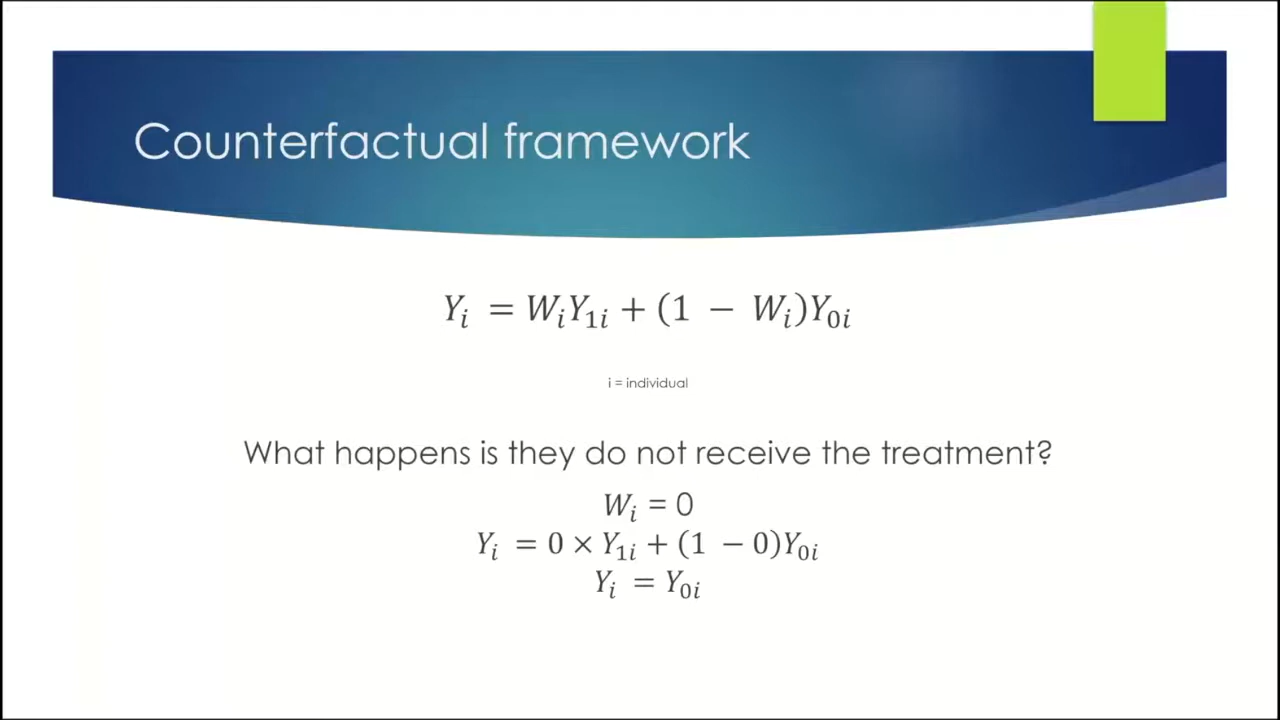 Counterfactual framework
Yᵢ = WᵢY₁ᵢ + (1 − Wᵢ)Y₀ᵢ
i = individual
What happens is they do not receive the treatment?
Wᵢ = 0
Yᵢ = 0 × Y₁ᵢ + (1 − 0)Y₀ᵢ
Yᵢ = Y₀ᵢ